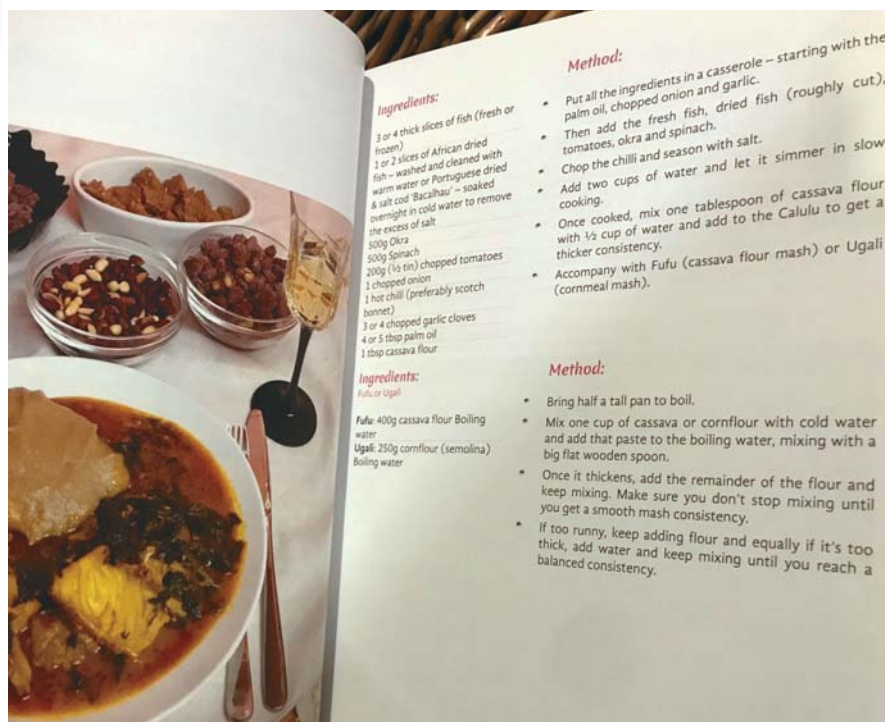 Ingredients:
3 or 4 thick slices of fish (fresh or
frozen)
1 or 2 slices of African dried
fish – washed and cleaned with
warm water or Portuguese dried
& salt cod 'Bacalhau' – soaked
overnight in cold water to remove
the excess of salt
500g Okra
500g Spinach
200g (½ tin) chopped tomatoes
1 chopped onion
1 hot chilli (preferably scotch
bonnet)
3 or 4 chopped garlic cloves
4 or 5 tbsp palm oil
1 tbsp cassava flour
Ingredients:
Fufu or Ugali
Fufu: 400g cassava flour Boiling
water
Ugali: 250g cornflour (semolina)
Boiling water
Method:
• Put all the ingredients in a casserole – starting with the
palm oil, chopped onion and garlic.
• Then add the fresh fish, dried fish (roughly cut),
tomatoes, okra and spinach.
• Chop the chilli and season with salt.
• Add two cups of water and let it simmer in slow
cooking.
• Once cooked, mix one tablespoon of cassava flour
with ½ cup of water and add to the Calulu to get a
thicker consistency.
• Accompany with Fufu (cassava flour mash) or Ugali
(cornmeal mash).
Method:
• Bring half a tall pan to boil.
• Mix one cup of cassava or cornflour with cold water
and add that paste to the boiling water, mixing with a
big flat wooden spoon.
• Once it thickens, add the remainder of the flour and
keep mixing. Make sure you don't stop mixing until
you get a smooth mash consistency.
• If too runny, keep adding flour and equally if it's too
thick, add water and keep mixing until you reach a
balanced consistency.